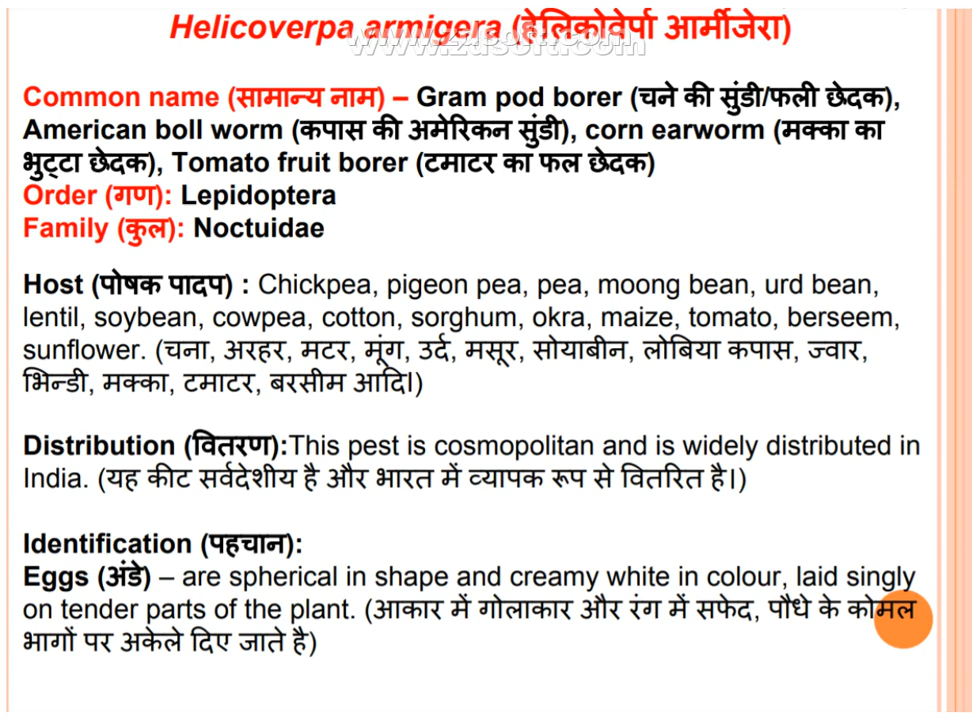 Helicoverpa armigera (हेलिकोवेर्पा आर्मीजेरा)
Common name (सामान्य नाम) – Gram pod borer (चने की सुंडी/फली छेदक),
American boll worm (कपास की अमेरिकन सुंडी), corn earworm (मक्का का
भुट्टा छेदक), Tomato fruit borer (टमाटर का फल छेदक)
Order (गण): Lepidoptera
Family (कुल): Noctuidae
Host (पोषक पादप) : Chickpea, pigeon pea, pea, moong bean, urd bean,
lentil, soybean, cowpea, cotton, sorghum, okra, maize, tomato, berseem,
sunflower. (चना, अरहर, मटर, मूंग, उर्द, मसूर, सोयाबीन, लोबिया कपास, ज्वार,
भिन्डी, मक्का, टमाटर, बरसीम आदि।)
Distribution (वितरण):This pest is cosmopolitan and is widely distributed in
India. (यह कीट सर्वदेशीय है और भारत में व्यापक रूप से वितरित है।)
Identification (पहचान):
Eggs (अंडे) – are spherical in shape and creamy white in colour, laid singly
on tender parts of the plant. (आकार में गोलाकार और रंग में सफेद, पौधे के कोमल
भागों पर अकेले दिए जाते है)